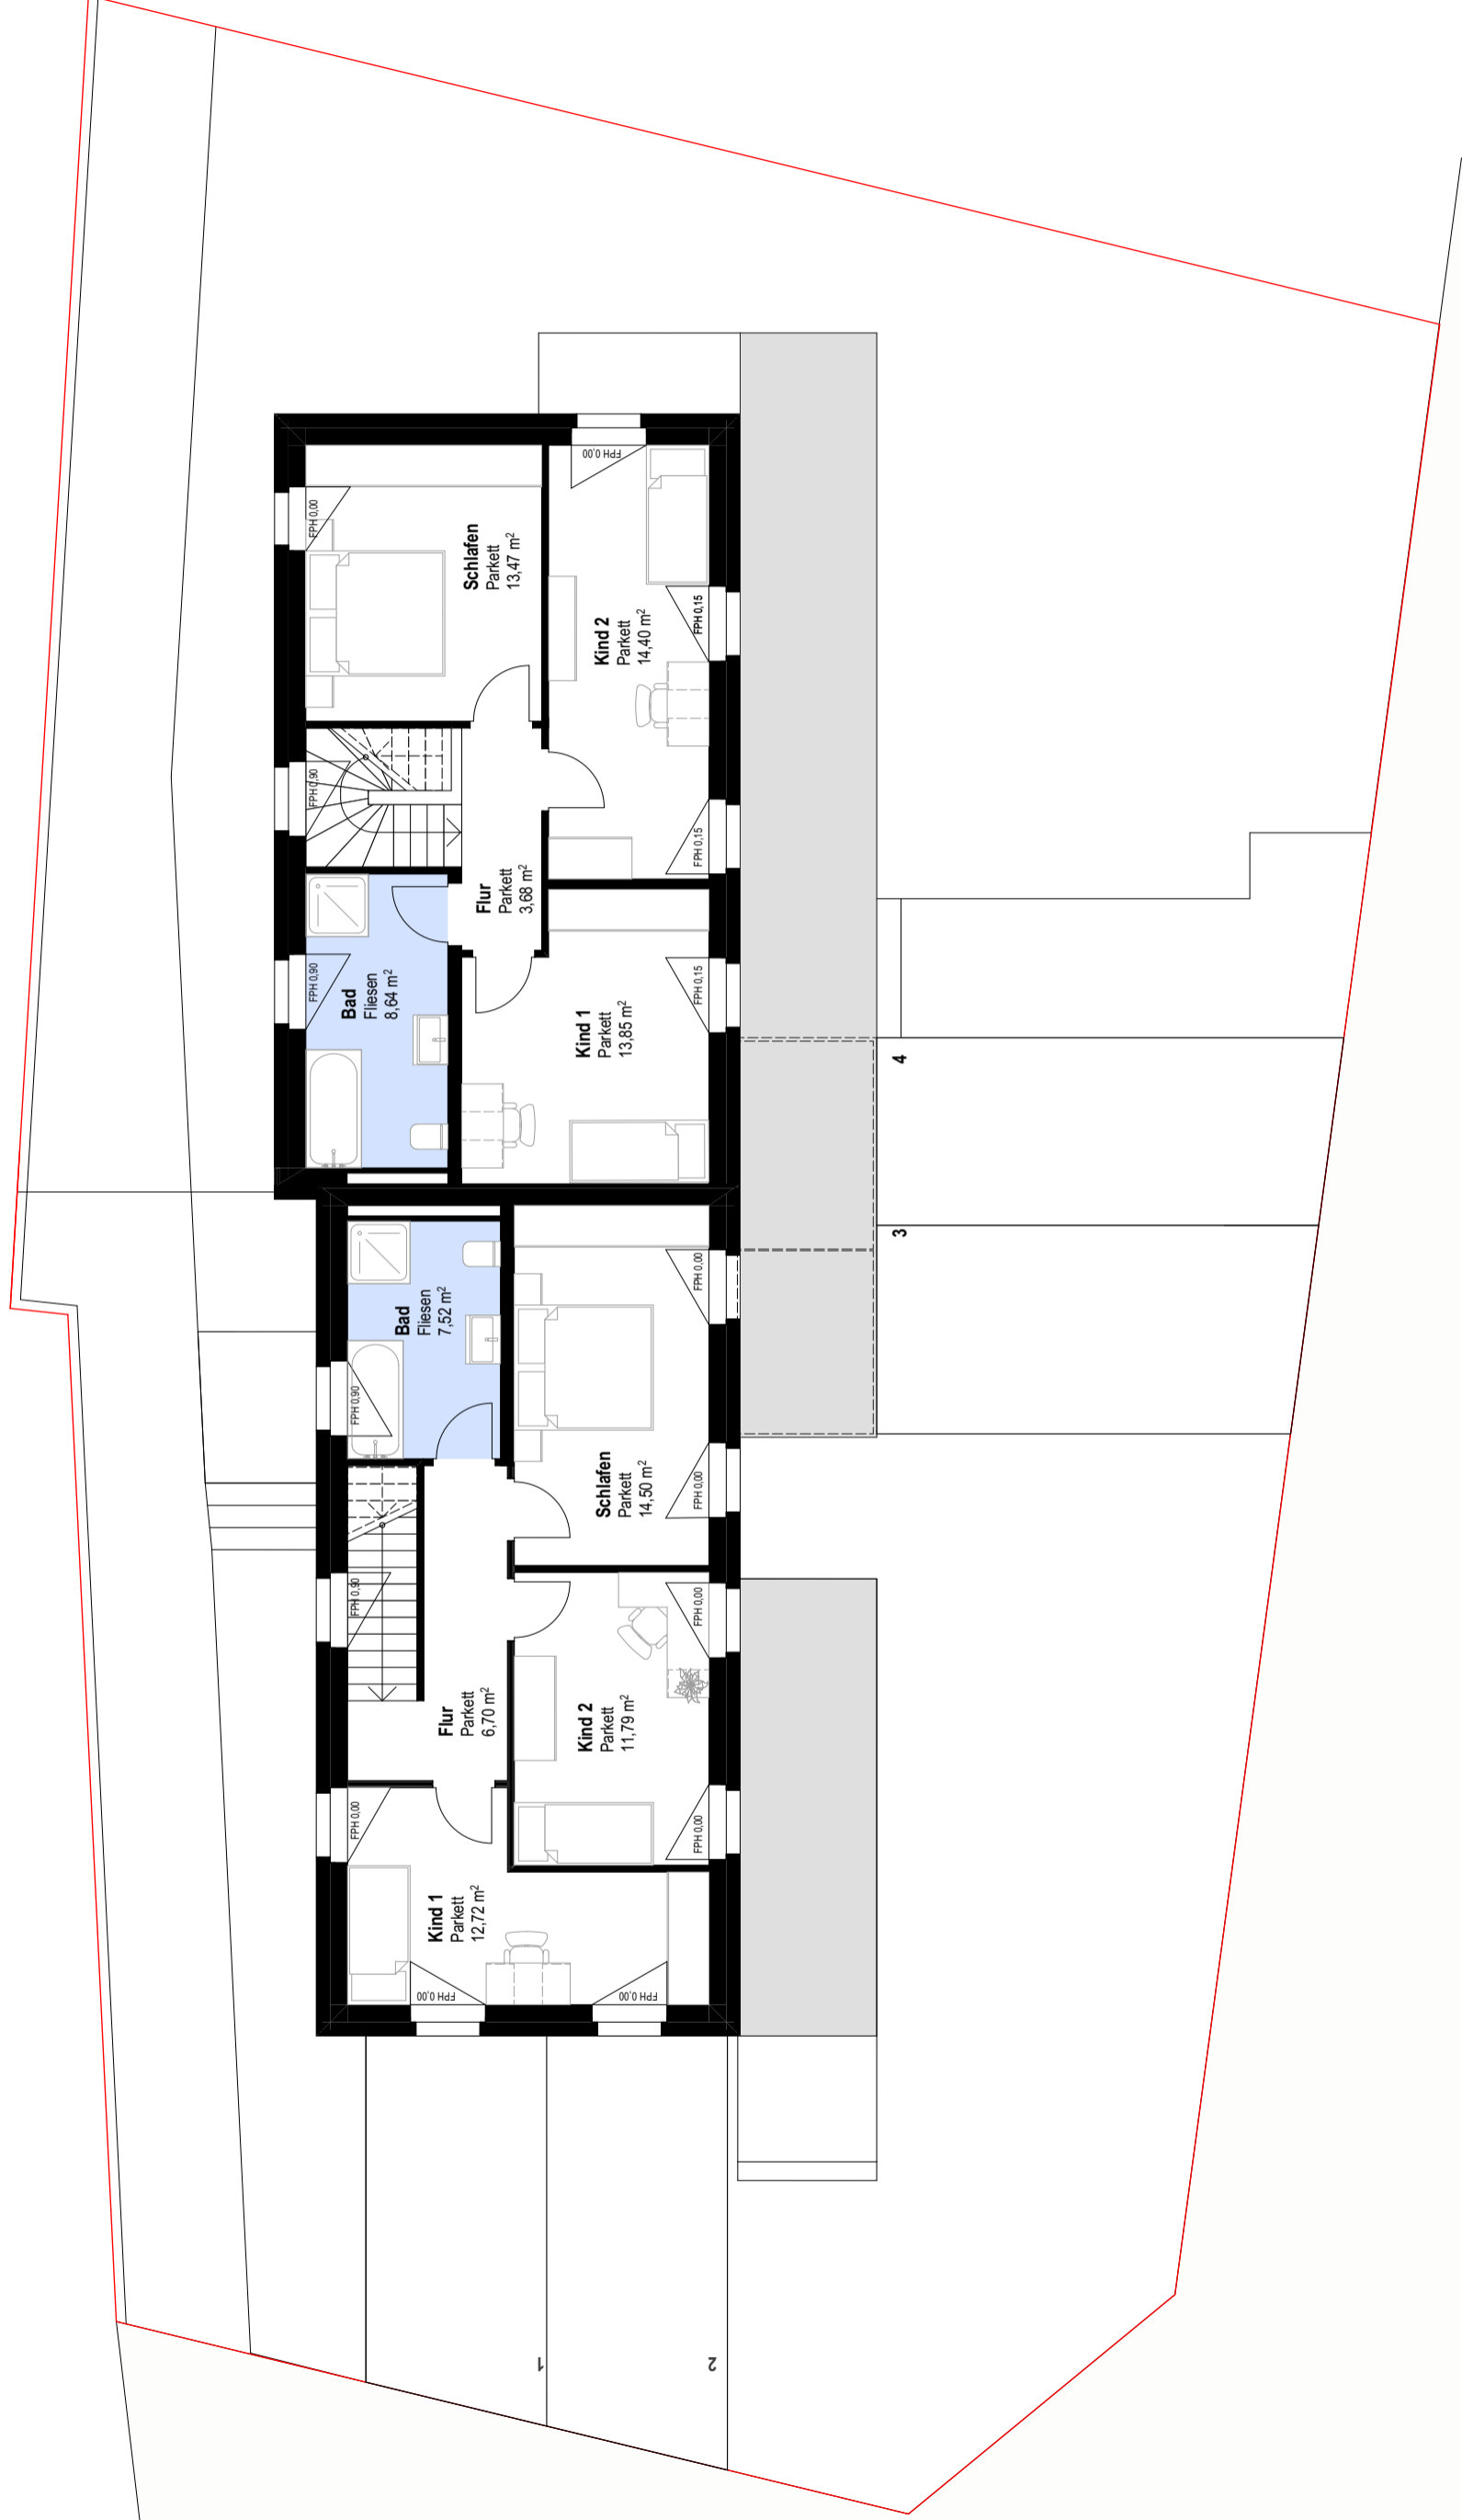 FPH 0,00
Schlafen
Parkett
13,47 m²
FPH 0,00
Kind 2
Parkett
14,40 m²
FPH 0,15
FPH 0,90
FPH 0,15
Flur
Parkett
3,68 m²
Bad
Fliesen
8,64 m²
FPH 0,90
Kind 1
Parkett
13,85 m²
FPH 0,15
4
3
Bad
Fliesen
7,52 m²
FPH 0,90
FPH 0,00
Schlafen
Parkett
14,50 m²
FPH 0,00
FPH 0,90
FPH 0,00
Flur
Parkett
6,70 m²
Kind 2
Parkett
11,79 m²
FPH 0,00
FPH 0,00
Kind 1
Parkett
12,72 m²
FPH 0,00
FPH 0,00
1
2